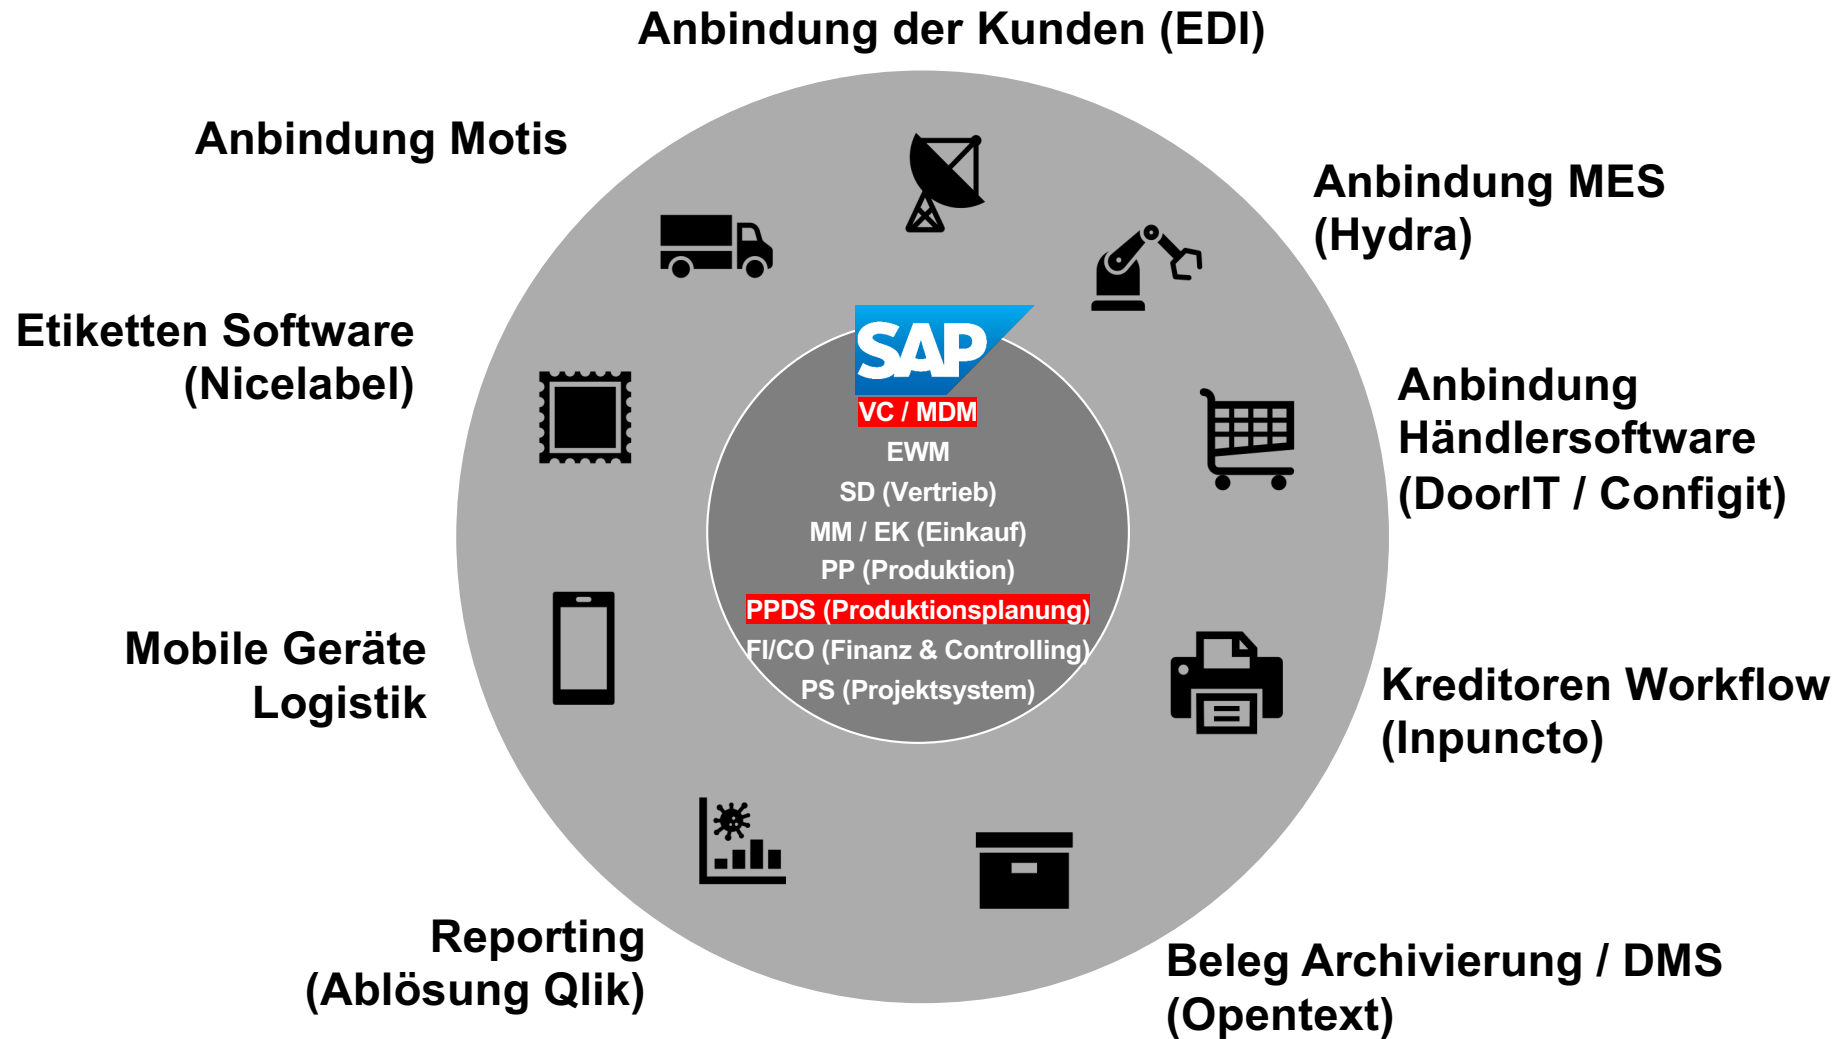 Anbindung der Kunden (EDI)
Anbindung Motis
Anbindung MES
(Hydra)
Etiketten Software
(Nicelabel)
Anbindung
Händlersoftware
(DoorIT / Configit)
SAP
VC / MDM
EWM
SD (Vertrieb)
MM / EK (Einkauf)
PP (Produktion)
PPDS (Produktionsplanung)
FI/CO (Finanz & Controlling)
PS (Projektsystem)
Mobile Geräte
Logistik
Kreditoren Workflow
(Inpuncto)
Reporting
(Ablösung Qlik)
Beleg Archivierung / DMS
(Opentext)